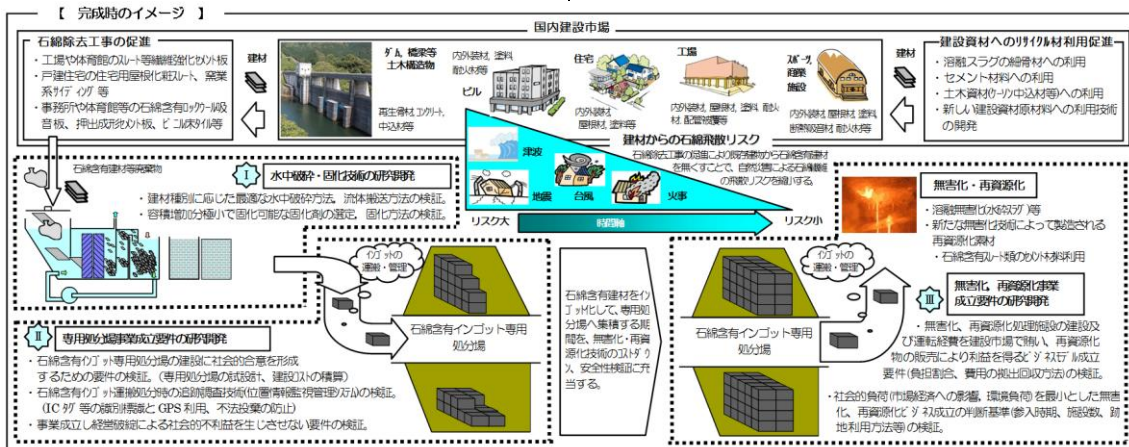 【 完成時のイメージ 】
国内建設市場
石綿除去工事の促進
・工場や体育館のスレート等繊維強化セメント板
・戸建住宅の住宅用屋根化粧スレート、窯業
系サイディング等
・事務所や体育館等の石綿含有ロックウール吸
音板、押出成形セメント板、ビニル床タイル等
建材
ダム、橋梁等
土木構造物
再生骨材コンクリート、
中込材等
内外装材、塗料
耐火材等
ビル
住宅
内外装材、
屋根材、塗料等
工場
内外装材、屋根材、塗料、耐火
材、配管被覆等
スポーツ、
商業
施設
内外装材、屋根材、塗料、
断熱吸音材、耐火材等
建材
建設資材へのリサイクル材利用促進
・溶融スラグの細骨材への利用
・セメント材料への利用
・土木資材(ケーソン中込材等)への利用
・新しい建設資材原材料への利用技術
の開発
建材からの石綿飛散リスク
石綿除去工事の促進により既存建物から石綿含有建材
を無くすことで、自然災害による石綿繊維
の飛散リスクを縮小する。
津波
地震
台風
火事
リスク大
時間軸
リスク小
石綿含有建材等廃棄物
Ⅰ
水中破砕・固化技術の研究開発
・建材種別に応じた最適な水中破砕方法、流体搬送方法の検証。
・容積増加分極小で固化可能な固化剤の選定、固化方法の検証。
インゴットの
運搬・管理
石綿含有インゴット専用
処分場
Ⅱ
専用処分場事業成立要件の研究開発
・石綿含有インゴット専用処分場の建設に社会的合意を形成
するための要件の検証。(専用処分場の試設計、建設コストの積算)
・石綿含有インゴット運搬処分時の追跡調査技術(位置情報監視管理システム)の検証。
(ICタグ等の識別標識とGPS利用、不法投棄の防止)
・事業成立し経営破綻による社会的不利益を生じさせない要件の検証。
石綿含有建材をイン
ゴット化して、専用処
分場へ集積する期
間を、無害化・再資
源化技術のコストダウ
ン、安全性検証に充
当する。
インゴットの
運搬・管理
石綿含有インゴット専用
処分場
無害化・再資源化
・溶融無害化(水砕スラグ)等
・新たな無害化技術によって製造される
再資源化素材
・石綿含有スレート類のセメント材料利用
Ⅲ
無害化、再資源化事業
成立要件の研究開発
・無害化、再資源化処理施設の建設及
び運転経費を建設市場で賄い、再資源化
物の販売により利益を得るビジネスモデル成立
要件(負担割合、費用の拠出回収方法)の検証。
・社会的負荷(市場経済への影響、環境負荷)を最小とした無害
化、再資源化ビジネス成立の判断基準(参入時期、施設数、跡
地利用方法等)の検証。